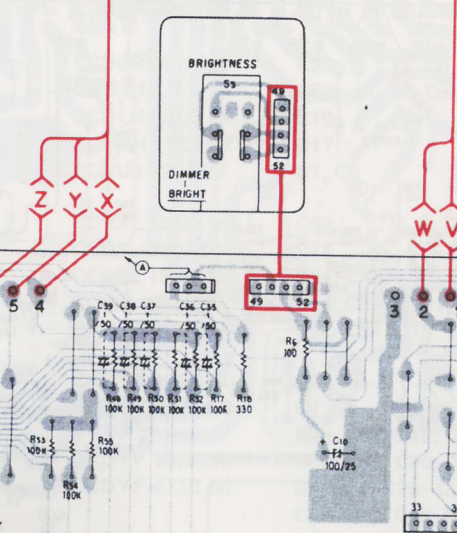 BRIGHTNESS
S3
49
52
DIMMER
BRIGHT
Z Y X
W V
A
5 4
49 52
3 2
C39 C38 C37 C36 C35
/50 /50 /50 /50 /50
R6
100
R48 R49 R50 R51 R52 R17 R18
100K 100K 100K 100K 100K 100K 330
R53
100K
R54
100K
R55
100K
C10
+
100/25
33